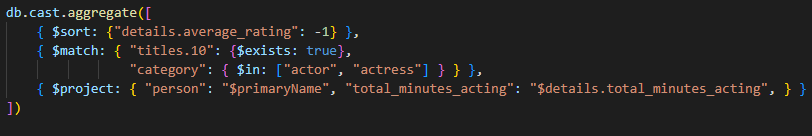 db.cast.aggregate([
{ $sort: {"details.average_rating": -1} },
{ $match: { "titles.10": {$exists: true},
"category": { $in: ["actor", "actress"] } } },
{ $project: { "person": "$primaryName", "total_minutes_acting": "$details.total_minutes_acting", } }
])